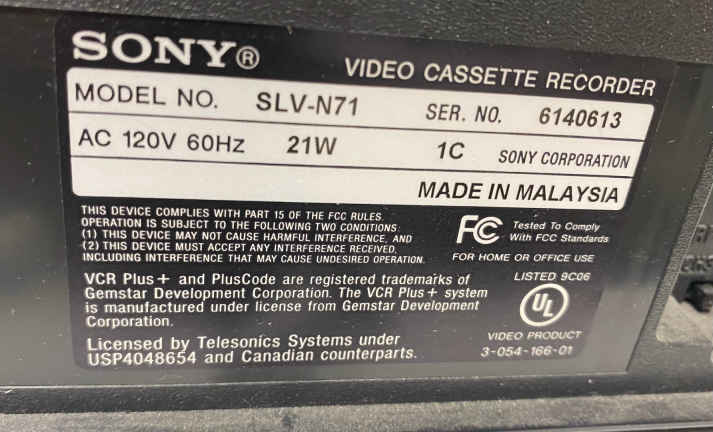 SONY®
VIDEO CASSETTE RECORDER
MODEL NO. SLV-N71 SER. NO. 6140613
AC 120V 60Hz 21W 1C SONY CORPORATION
MADE IN MALAYSIA
THIS DEVICE COMPLIES WITH PART 15 OF THE FCC RULES.
OPERATION IS SUBJECT TO THE FOLLOWING TWO CONDITIONS:
(1) THIS DEVICE MAY NOT CAUSE HARMFUL INTERFERENCE, AND
(2) THIS DEVICE MUST ACCEPT ANY INTERFERENCE RECEIVED,
INCLUDING INTERFERENCE THAT MAY CAUSE UNDESIRED OPERATION.
FC Tested To Comply
With FCC Standards
FOR HOME OR OFFICE USE
VCR Plus+ and PlusCode are registered trademarks of
Gemstar Development Corporation. The VCR Plus+ system
is manufactured under license from Gemstar Development
Corporation.
Licensed by Telesonics Systems under
USP4048654 and Canadian counterparts.
LISTED 9C06
UL
VIDEO PRODUCT
3-054-166-01